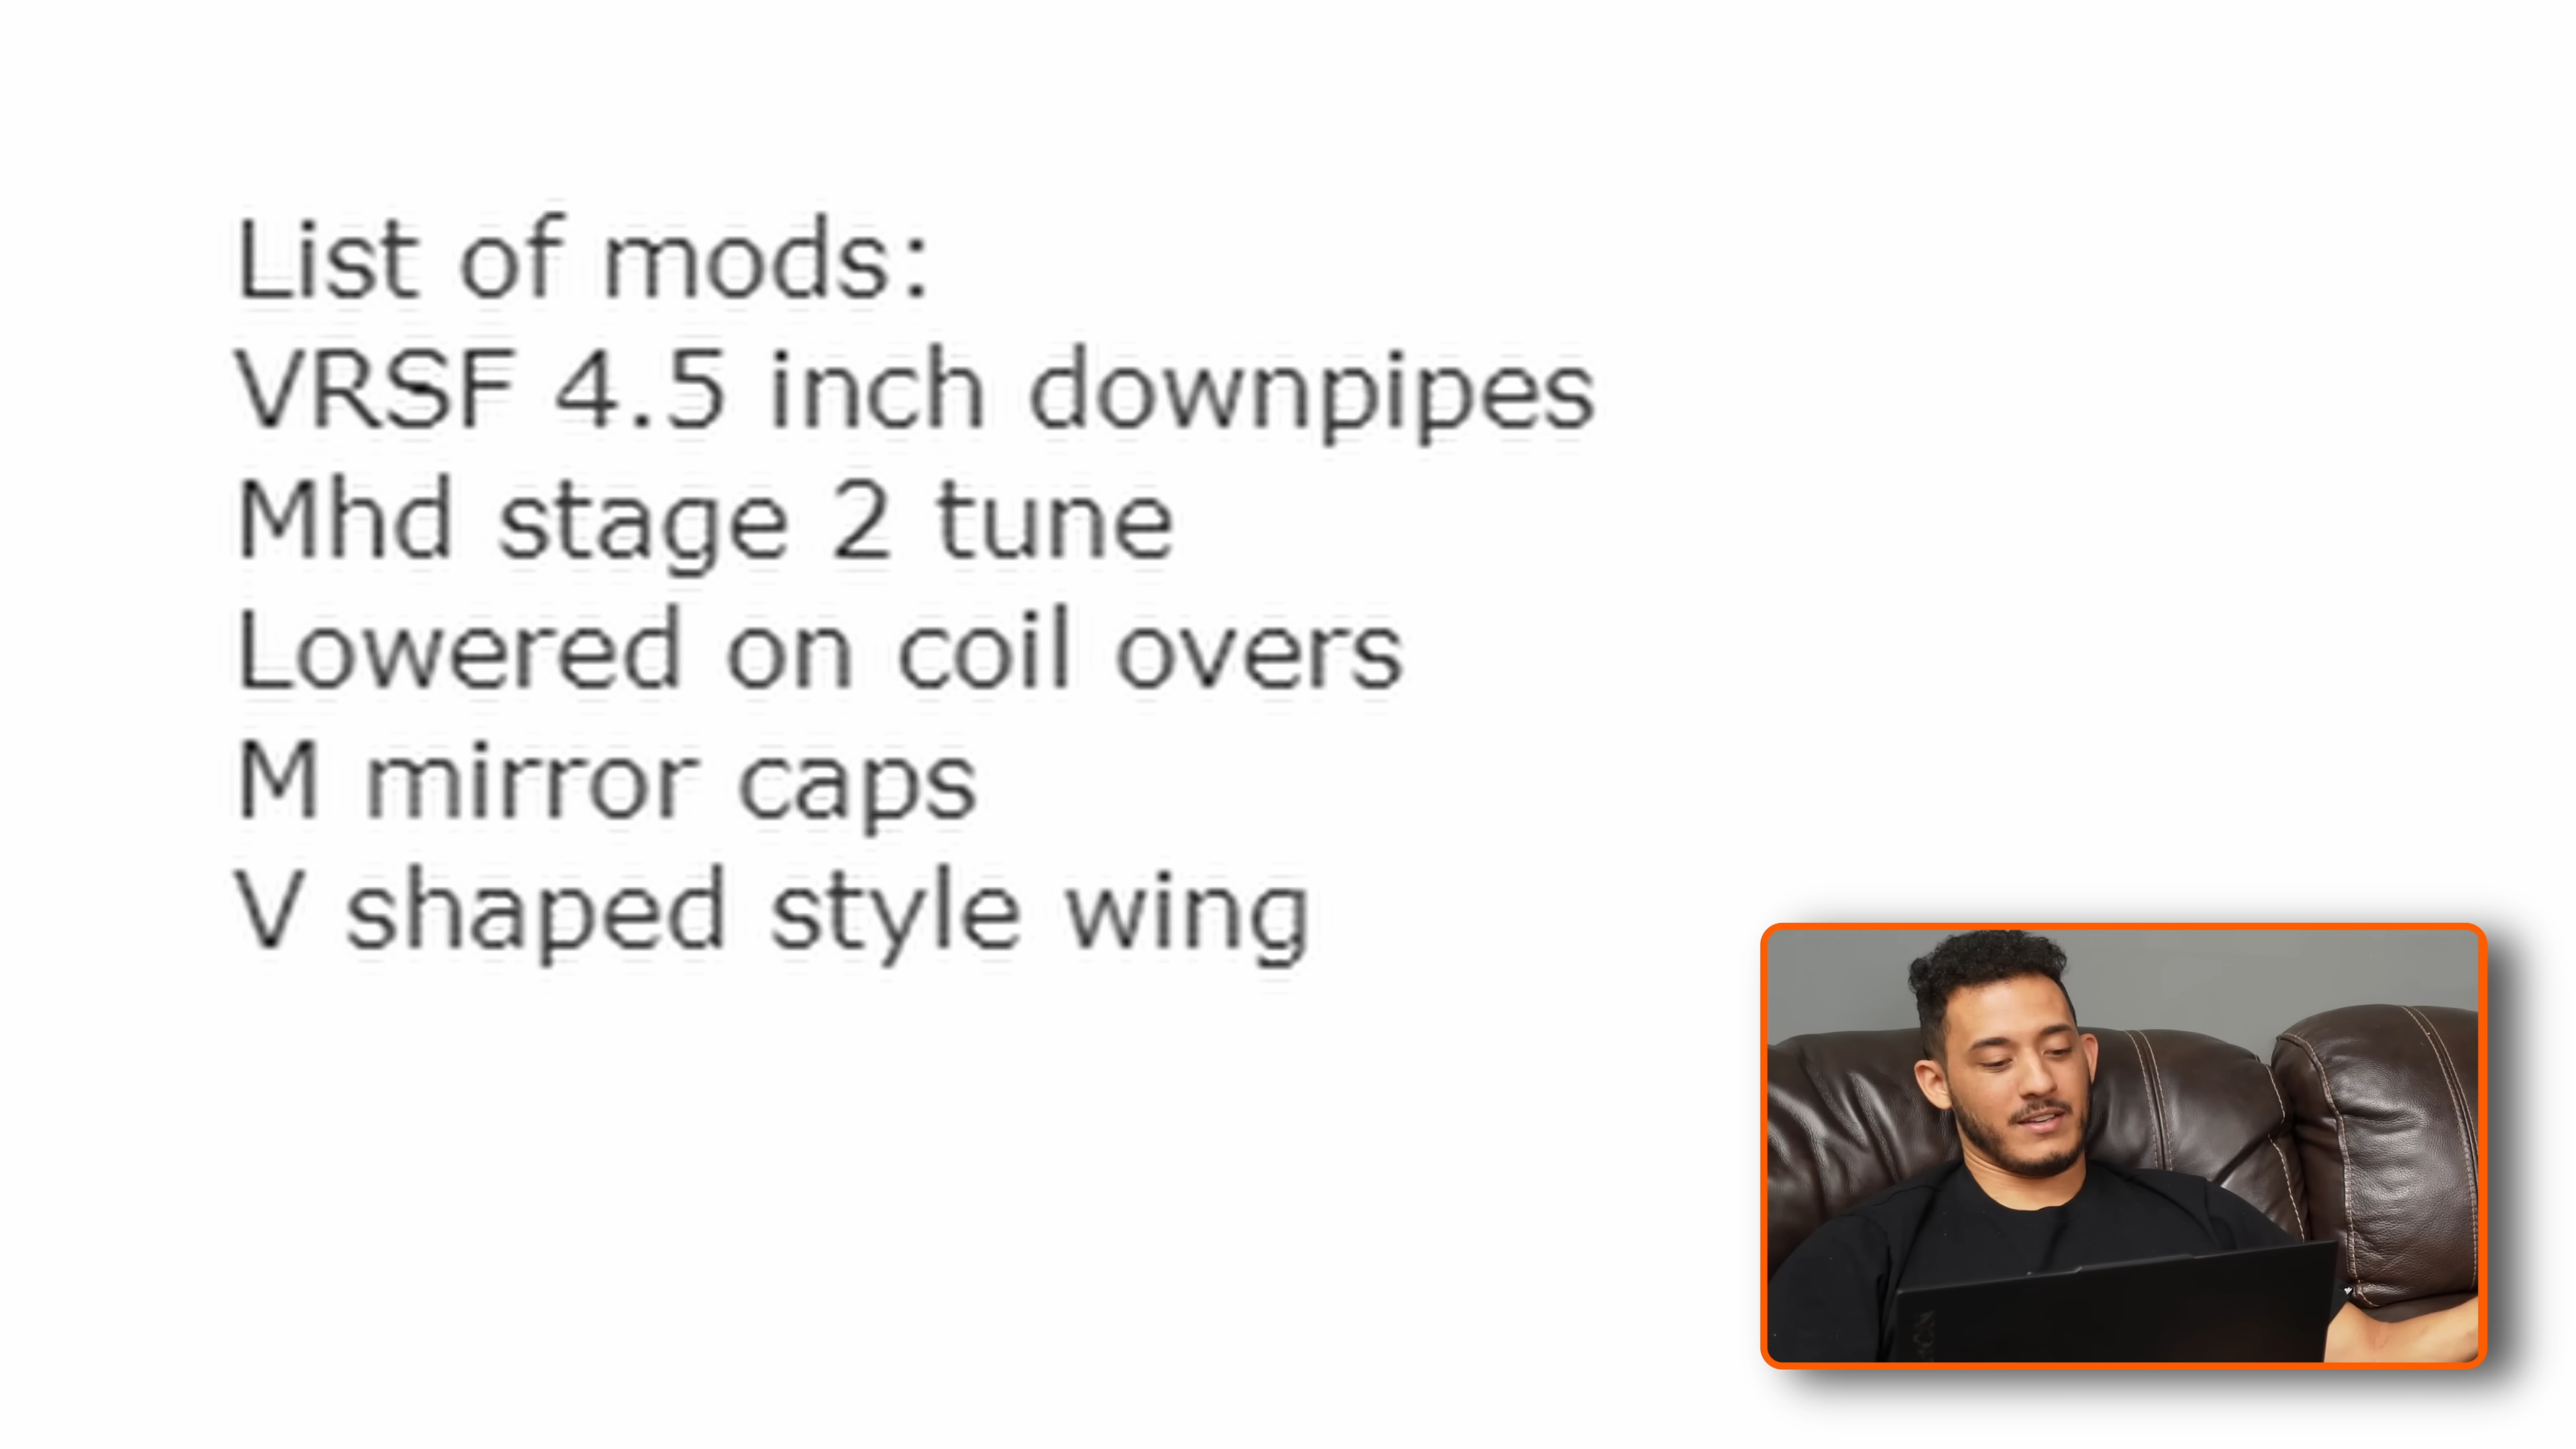 List of mods:
VRSF 4.5 inch downpipes
Mhd stage 2 tune
Lowered on coil overs
M mirror caps
V shaped style wing